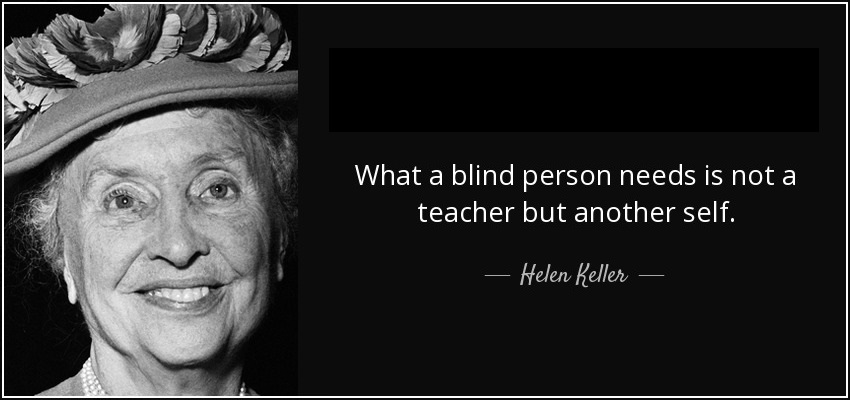 What a blind person needs is not a
teacher but another self.
Helen Keller